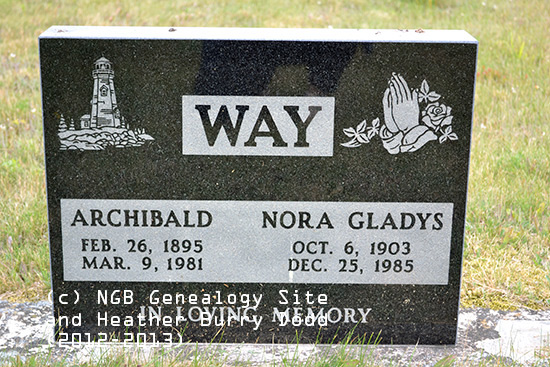 WAY
ARCHIBALD
FEB. 26, 1895
MAR. 9, 1981
NORA GLADYS
OCT. 6, 1903
DEC. 25, 1985
IN LOVING MEMORY
(c) NGB Genealogy Site
and Heather Burry Dodd
(2012-2013)